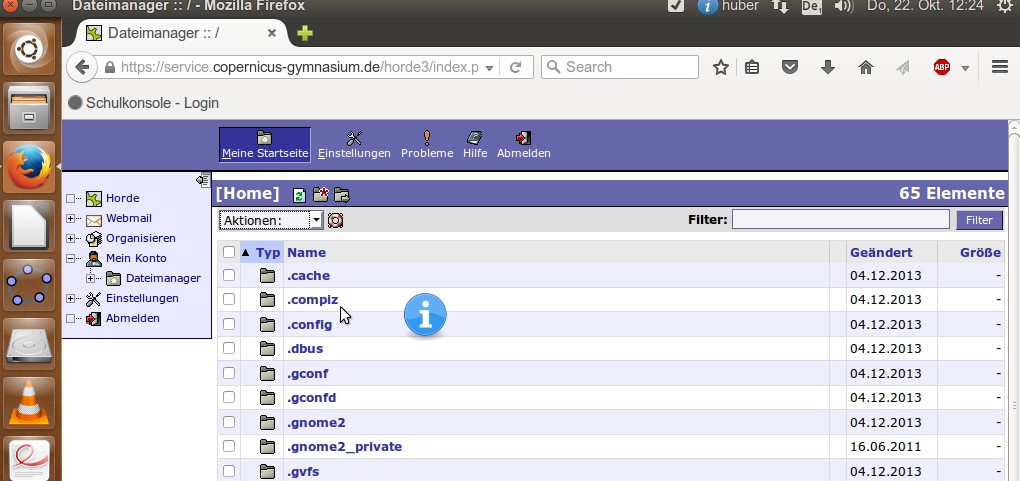 Dateimanager :: / - Mozilla Firefox
huber
De,
Do, 22. Okt. 12:24
Dateimanager :: /
https://service.copernicus-gymnasium.de/horde3/index.p
Search
ABP
Schulkonsole - Login
Meine Startseite
Einstellungen
Probleme
Hilfe
Abmelden
Horde
Webmail
Organisieren
Mein Konto
Dateimanager
Einstellungen
Abmelden
[Home]
65 Elemente
Aktionen:
Filter:
Filter
Typ Name Geändert Größe
.cache 04.12.2013 -
.compiz 04.12.2013 -
.config 04.12.2013 -
.dbus 04.12.2013 -
.gconf 04.12.2013 -
.gconfd 04.12.2013 -
.gnome2 04.12.2013 -
.gnome2_private 16.06.2011 -
.gvfs 04.12.2013 -